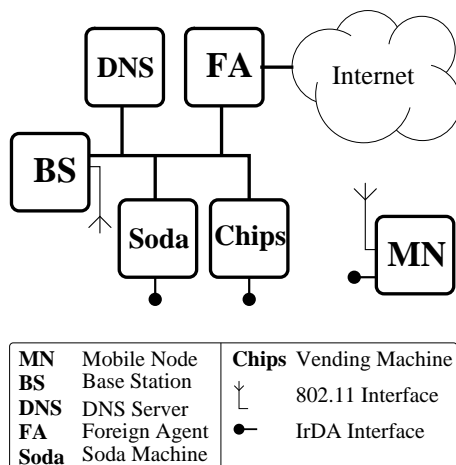 DNS
FA
Internet
BS
Soda
Chips
MN
MN Mobile Node
BS Base Station
DNS DNS Server
FA Foreign Agent
Soda Soda Machine
Chips Vending Machine
802.11 Interface
IrDA Interface